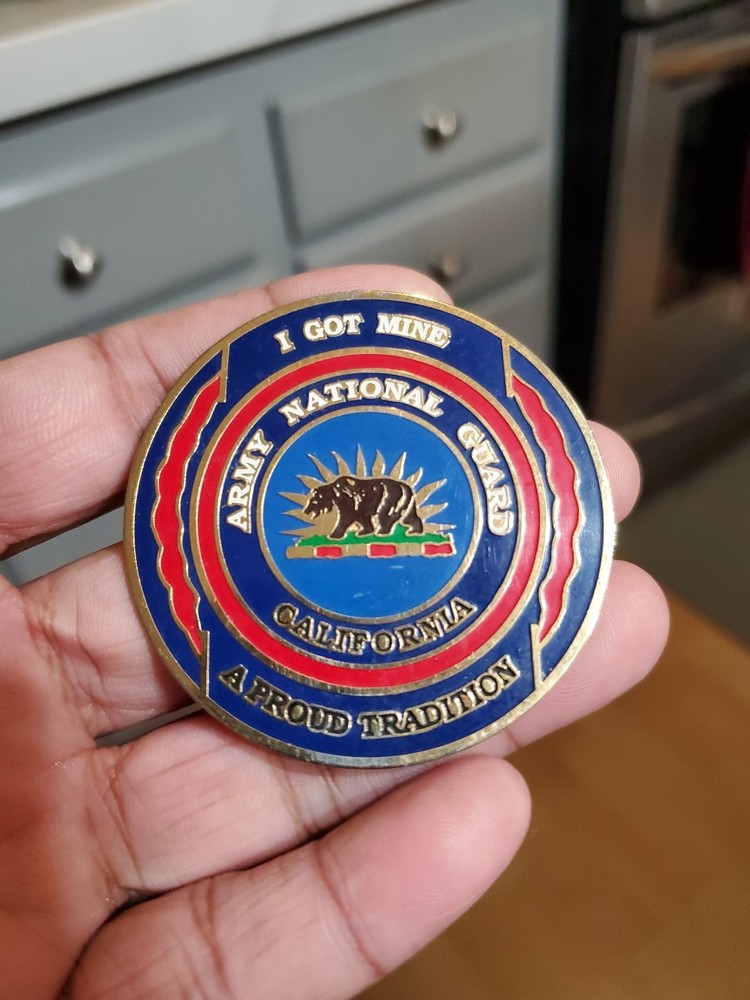 I GOT MINE
ARMY NATIONAL GUARD
CALIFORNIA
A PROUD TRADITION